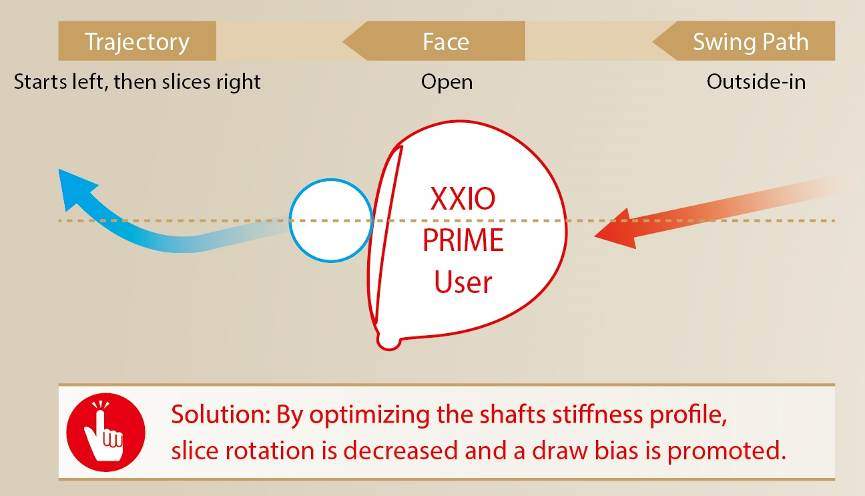 Trajectory
Face
Swing Path
Starts left, then slices right
Open
Outside-in
XXIO
PRIME
User
Solution: By optimizing the shafts stiffness profile,
slice rotation is decreased and a draw bias is promoted.